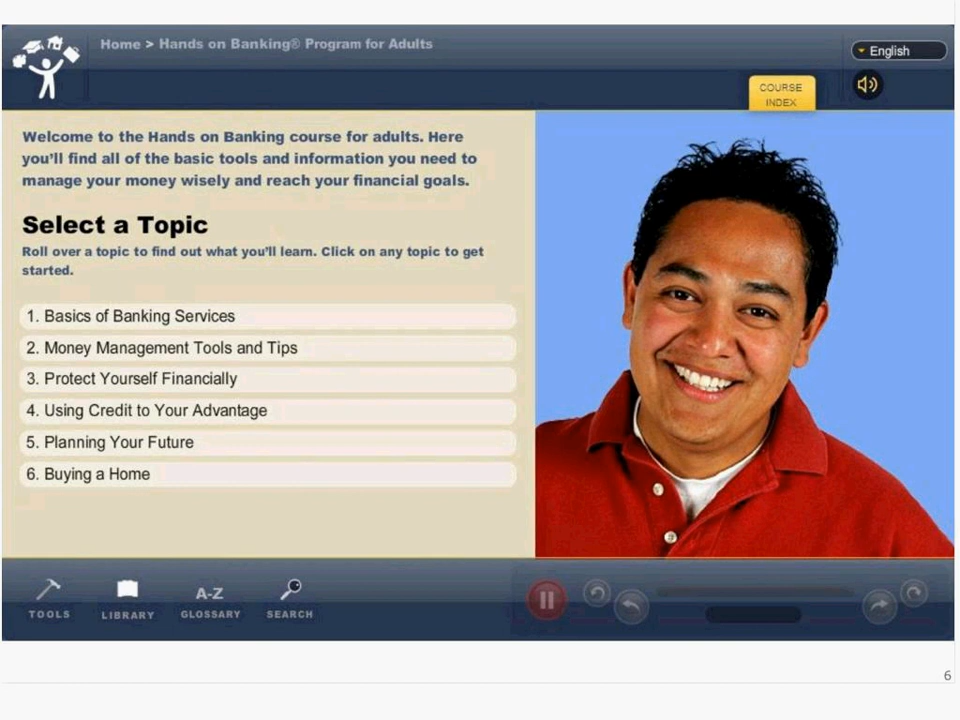 Home > Hands on Banking® Program for Adults
English
COURSE
INDEX
Welcome to the Hands on Banking course for adults. Here
you'll find all of the basic tools and information you need to
manage your money wisely and reach your financial goals.
Select a Topic
Roll over a topic to find out what you'll learn. Click on any topic to get
started.
1. Basics of Banking Services
2. Money Management Tools and Tips
3. Protect Yourself Financially
4. Using Credit to Your Advantage
5. Planning Your Future
6. Buying a Home
A-Z
TOOLS LIBRARY GLOSSARY SEARCH
6